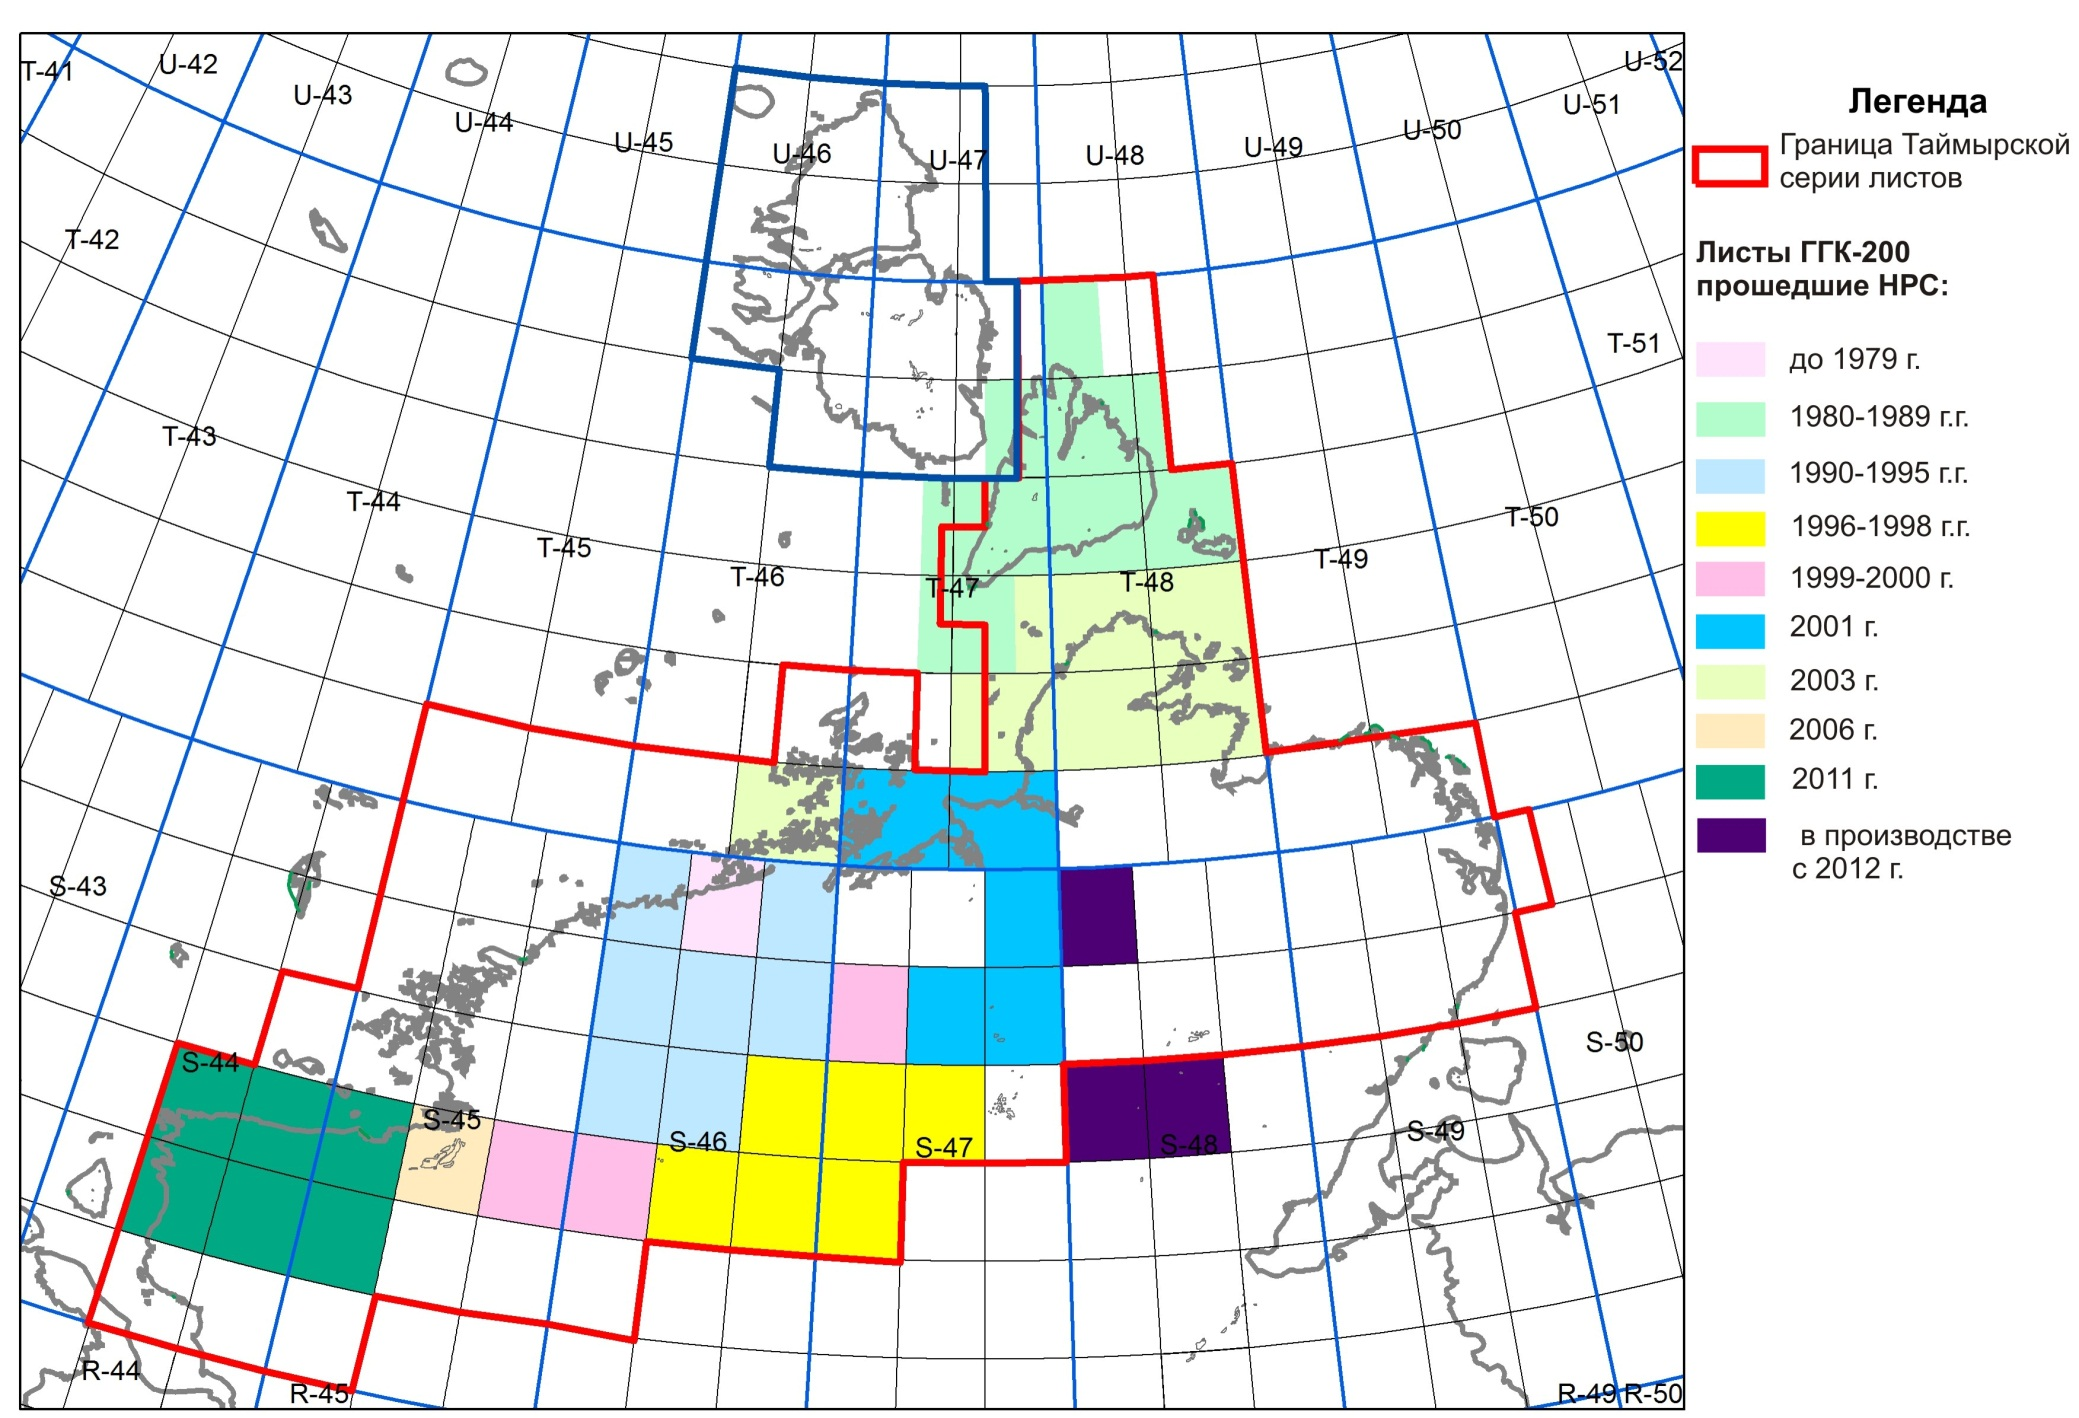 T-41
U-42
U-43
U-44
U-45
U-46
U-47
U-48
U-49
U-50
U-51
U-52
T-42
T-43
T-44
T-45
T-46
T-47
T-48
T-49
T-50
T-51
S-43
S-44
S-45
S-46
S-47
S-48
S-49
S-50
R-44
R-45
R-49
R-50
Легенда
Граница Таймырской
серии листов
Листы ГГК-200
прошедшие НРС:
до 1979 г.
1980-1989 г.г.
1990-1995 г.г.
1996-1998 г.г.
1999-2000 г.
2001 г.
2003 г.
2006 г.
2011 г.
в производстве
с 2012 г.